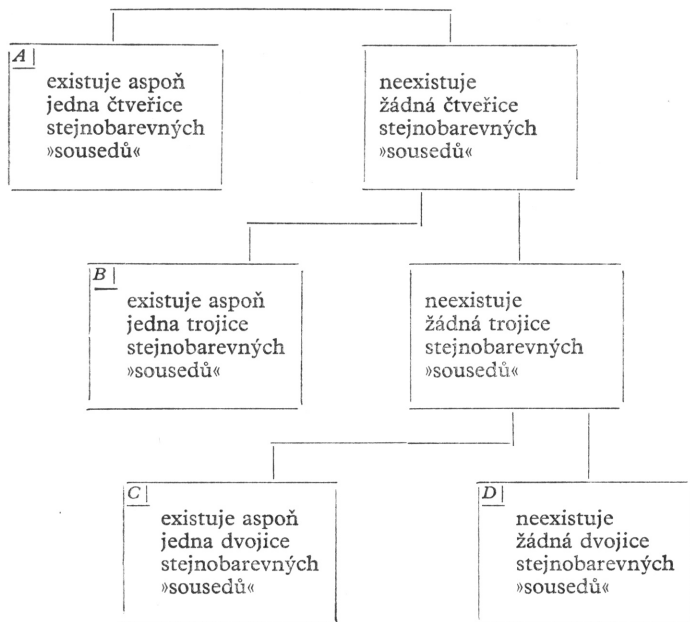 A
existuje aspoň
jedna čtveřice
stejnobarevných
»sousedů«
neexistuje
žádná čtveřice
stejnobarevných
»sousedů«
B
existuje aspoň
jedna trojice
stejnobarevných
»sousedů«
neexistuje
žádná trojice
stejnobarevných
»sousedů«
C
existuje aspoň
jedna dvojice
stejnobarevných
»sousedů«
D
neexistuje
žádná dvojice
stejnobarevných
»sousedů«